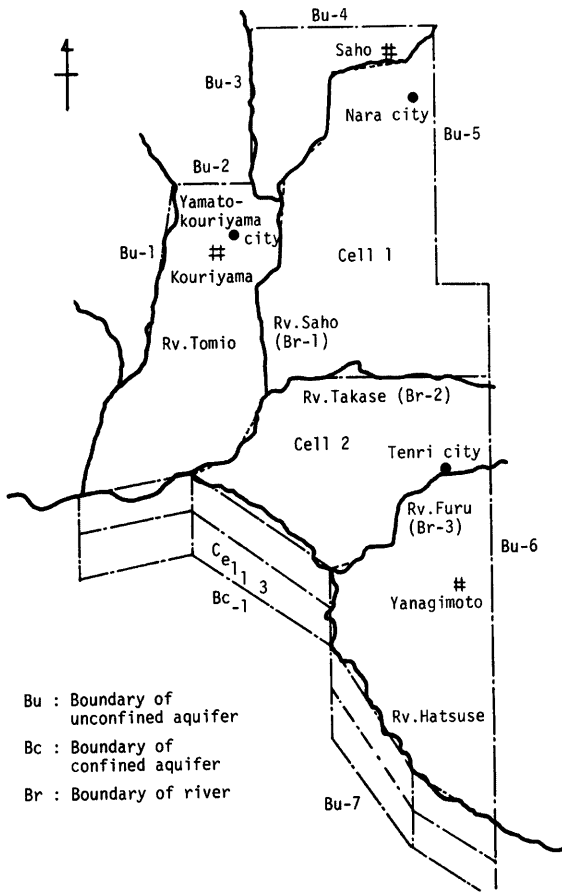 Bu-4
4
Saho
Bu-3
Nara city
Bu-5
Bu-2
Yamato-
kouriyama
city
Bu-1
Kouriyama
Cell 1
Rv.Saho
(Br-1)
Rv.Tomio
Rv.Takase (Br-2)
Cell 2
Tenri city
Rv.Furu
(Br-3)
Bu-6
Cell 3
Bc-1
Yanagimoto
Bu : Boundary of
unconfined aquifer
Rv.Hatsuse
Bc : Boundary of
confined aquifer
Br : Boundary of river
Bu-7